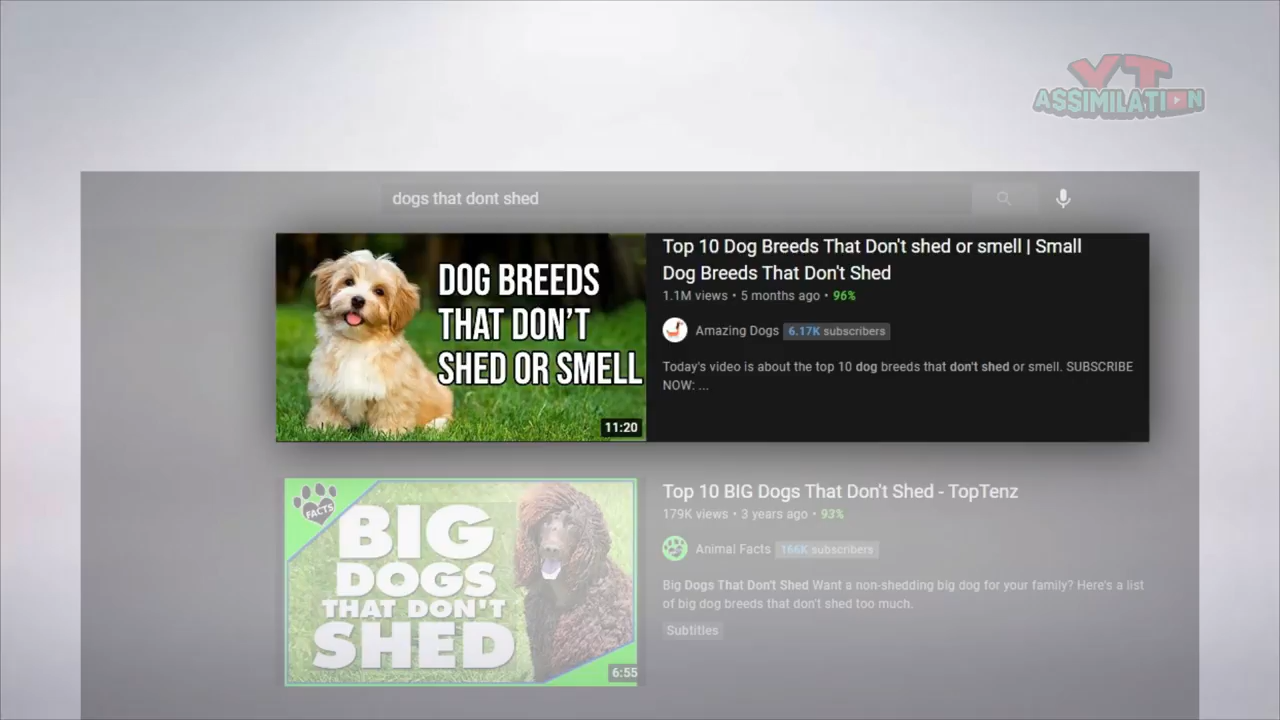 YT
ASSIMILATION
dogs that dont shed
DOG BREEDS
THAT DON'T
SHED OR SMELL
11:20
Top 10 Dog Breeds That Don't shed or smell | Small
Dog Breeds That Don't Shed
1.1M views • 5 months ago • 96%
Amazing Dogs 6.17K subscribers
Today's video is about the top 10 dog breeds that don't shed or smell. SUBSCRIBE
NOW: ...
FACTS
BIG
DOGS
THAT DON'T
SHED
6:55
Top 10 BIG Dogs That Don't Shed - TopTenz
179K views • 3 years ago • 93%
Animal Facts 166K subscribers
Big Dogs That Don't Shed Want a non-shedding big dog for your family? Here's a list
of big dog breeds that don't shed too much.
Subtitles